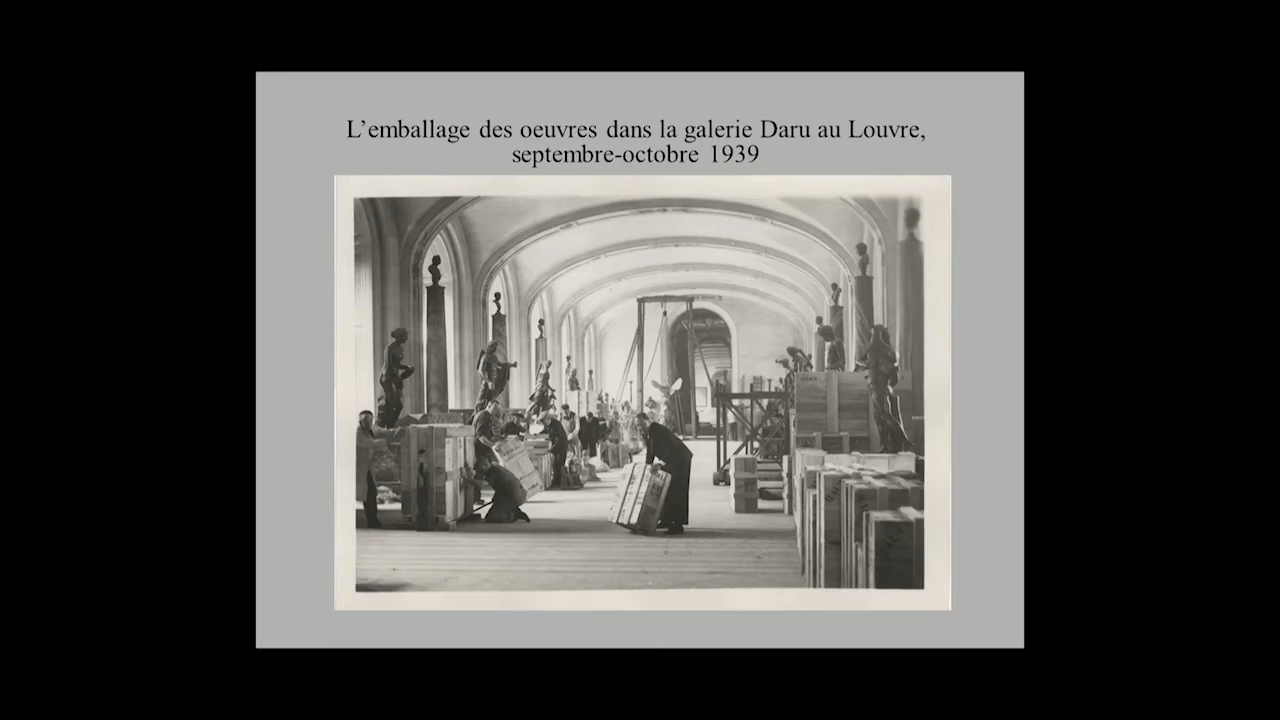 L'emballage des oeuvres dans la galerie Daru au Louvre,
septembre-octobre 1939